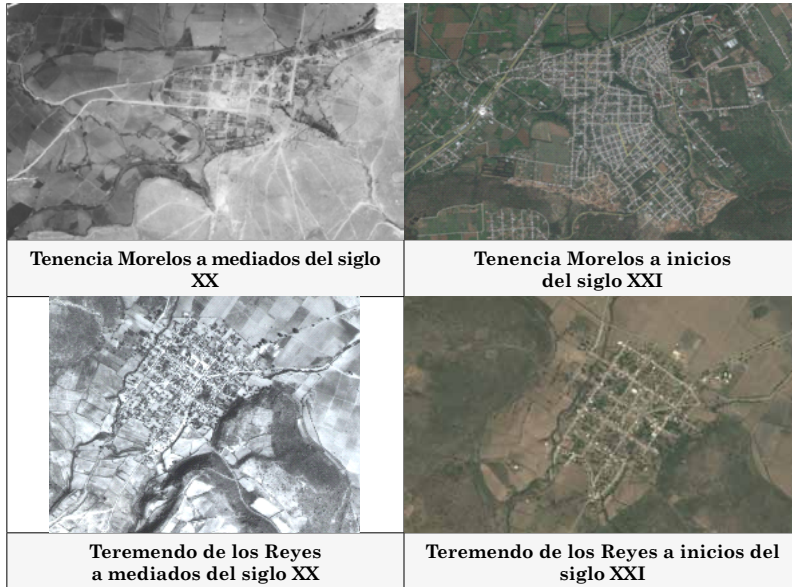 Tenencia Morelos a mediados del siglo
XX
Tenencia Morelos a inicios
del siglo XXI
Teremendo de los Reyes
a mediados del siglo XX
Teremendo de los Reyes a inicios del
siglo XXI